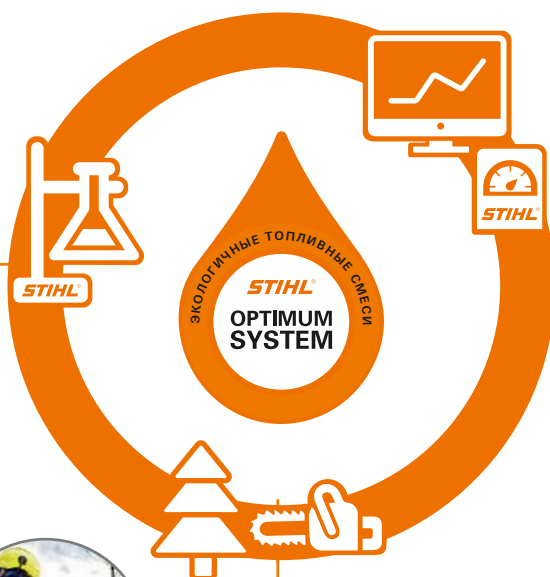 STIHL
STIHL
ЭКОЛОГИЧНЫЕ ТОПЛИВНЫЕ СМЕСИ
STIHL
OPTIMUM
SYSTEM